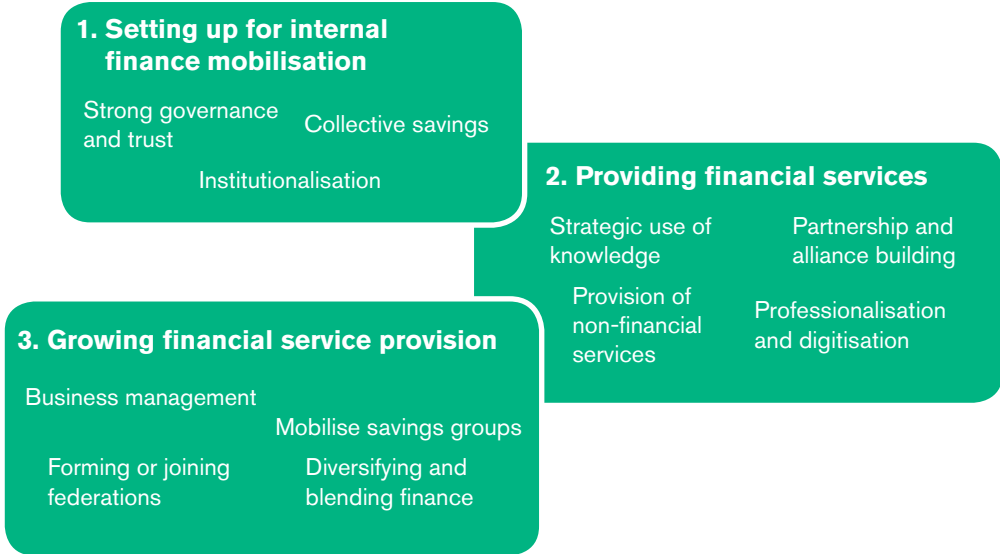 1. Setting up for internal
finance mobilisation
Strong governance
and trust
Collective savings
Institutionalisation
2. Providing financial services
Strategic use of
knowledge
Partnership and
alliance building
Provision of
non-financial
services
Professionalisation
and digitisation
3. Growing financial service provision
Business management
Mobilise savings groups
Forming or joining
federations
Diversifying and
blending finance